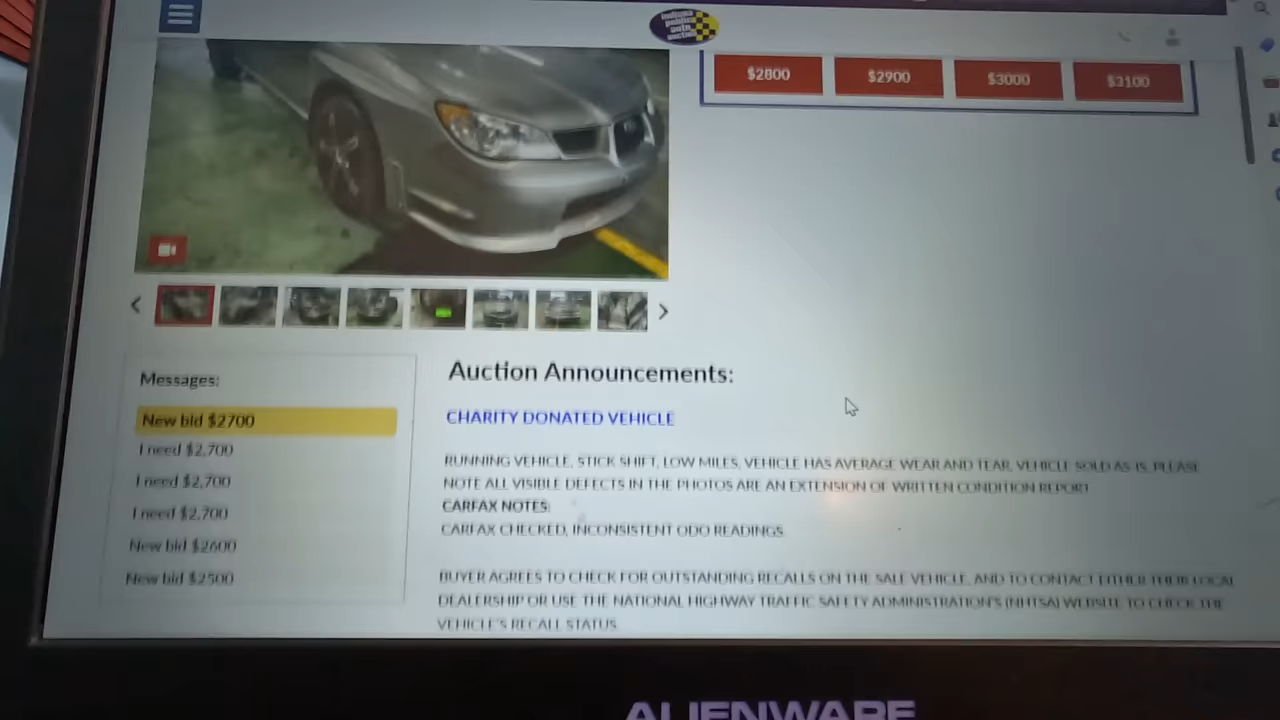 indiana
public
auto
auction
$2800 $2900 $3000 $3100
Messages:
New bid $2700
I need $2,700
I need $2,700
I need $2,700
New bid $2600
New bid $2500
Auction Announcements:
CHARITY DONATED VEHICLE
RUNNING VEHICLE, STICK SHIFT, LOW MILES, VEHICLE HAS AVERAGE WEAR AND TEAR, VEHICLE SOLD AS IS, PLEASE
NOTE ALL VISIBLE DEFECTS IN THE PHOTOS ARE AN EXTENSION OF WRITTEN CONDITION REPORT
CARFAX NOTES:
CARFAX CHECKED, INCONSISTENT ODO READINGS
BUYER AGREES TO CHECK FOR OUTSTANDING RECALLS ON THE SALE VEHICLE, AND TO CONTACT EITHER THEIR LOCAL
DEALERSHIP OR USE THE NATIONAL HIGHWAY TRAFFIC SAFETY ADMINISTRATION'S (NHTSA) WEBSITE TO CHECK THE
VEHICLE'S RECALL STATUS
ALIENWARE